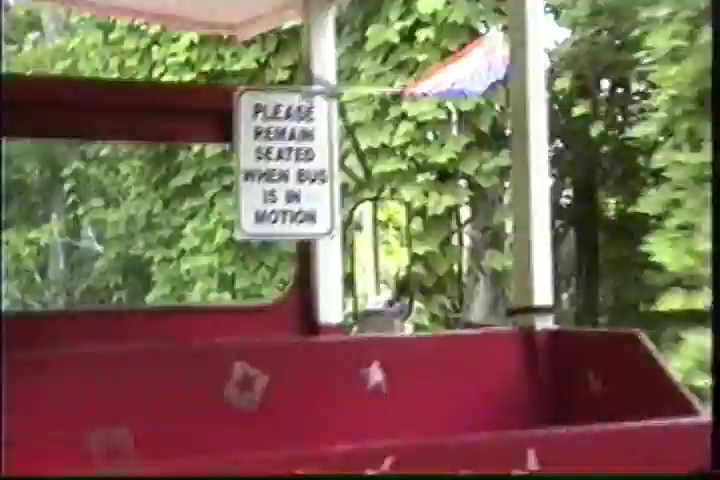 PLEASE
REMAIN
SEATED
WHEN BUS
IS IN
MOTION